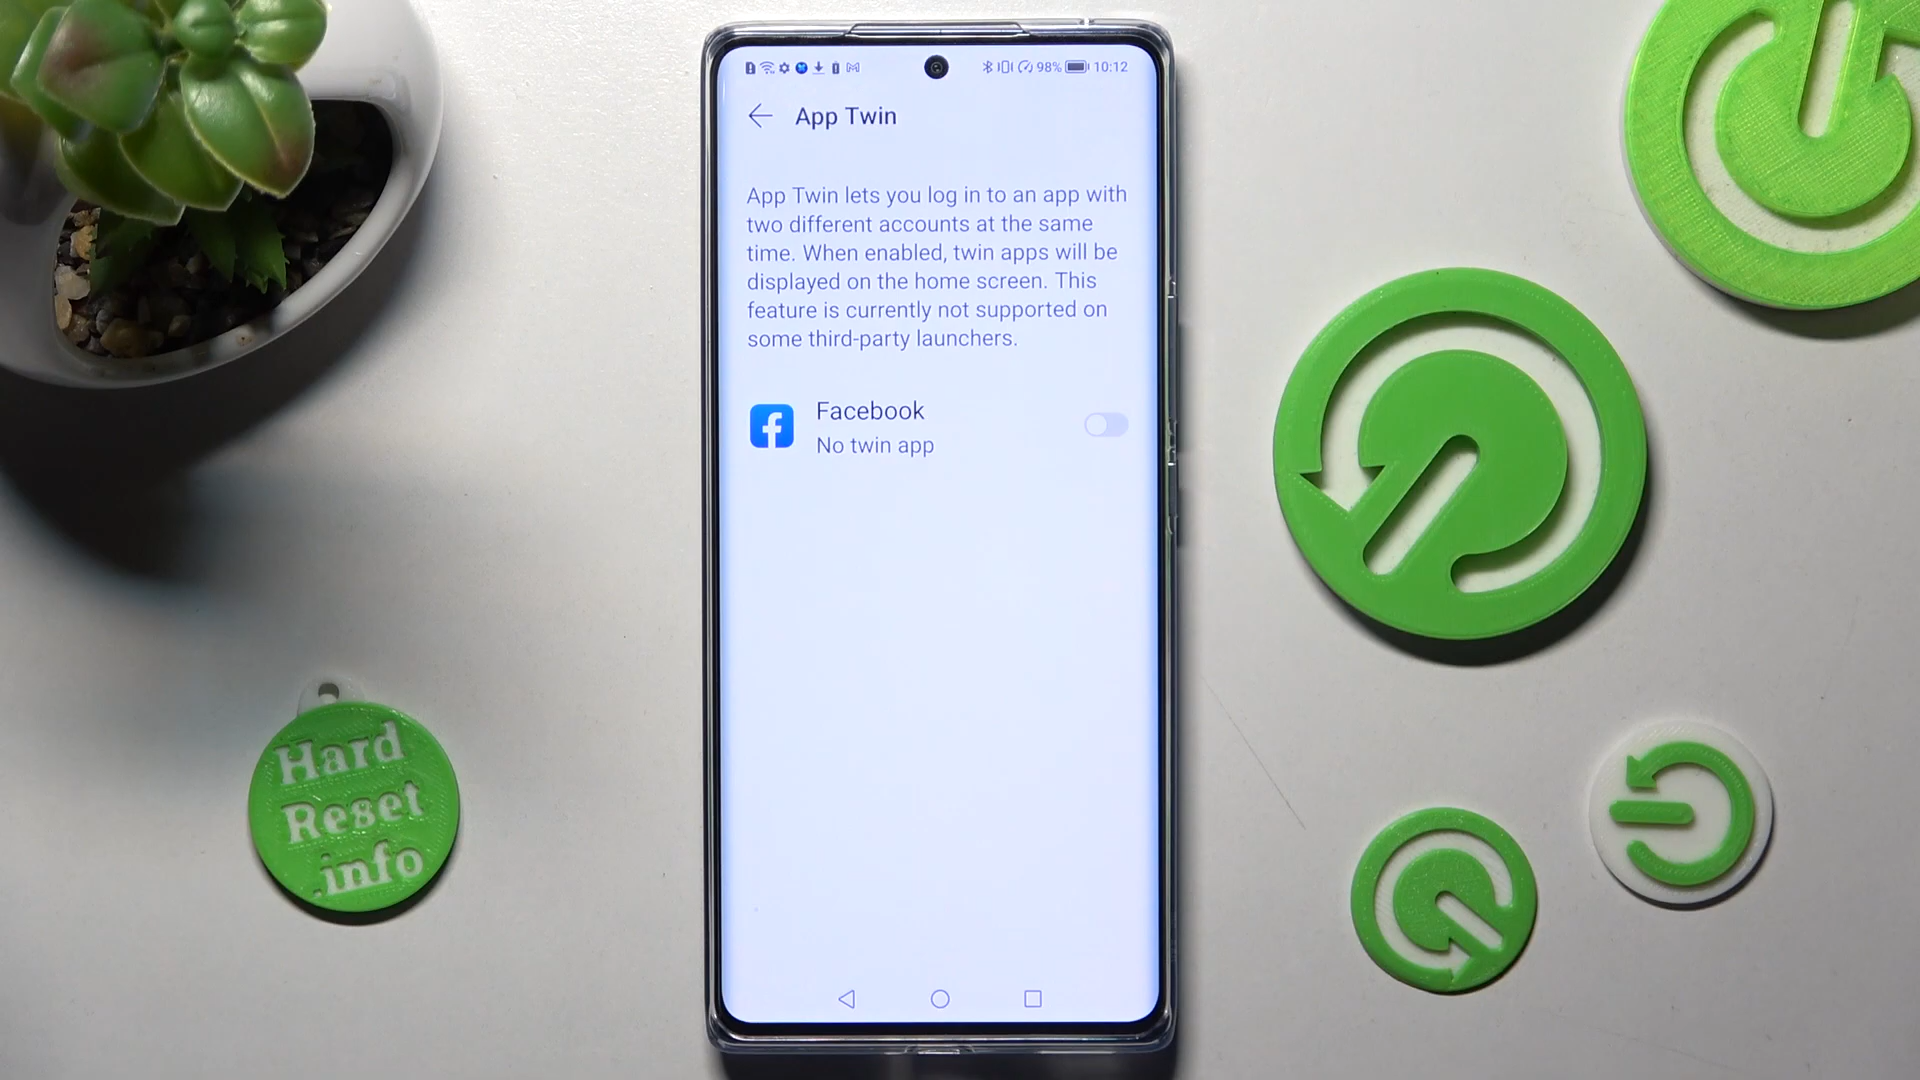 98% 10:12
App Twin
App Twin lets you log in to an app with
two different accounts at the same
time. When enabled, twin apps will be
displayed on the home screen. This
feature is currently not supported on
some third-party launchers.
Facebook
No twin app
Hard
Reset
.info